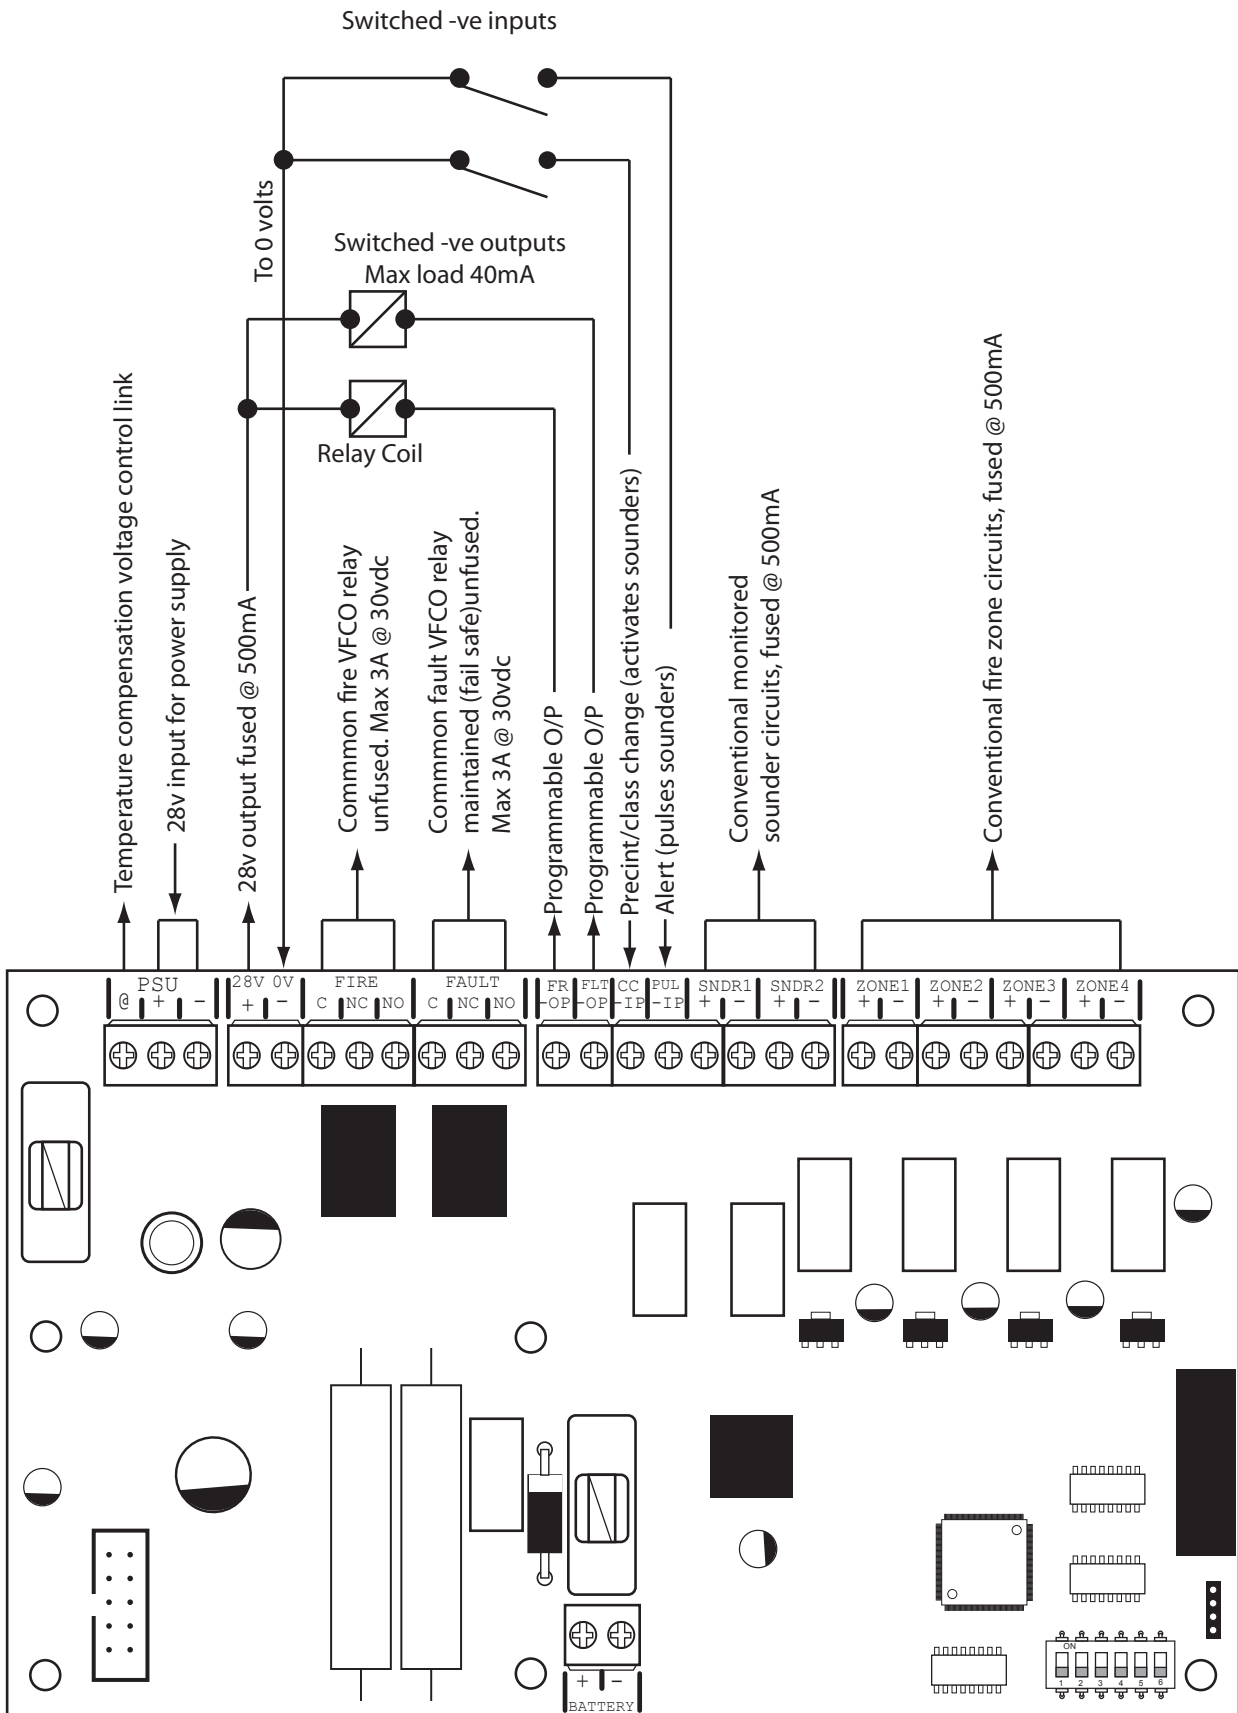 Switched -ve inputs
To 0 volts
Switched -ve outputs
Max load 40mA
Relay Coil
Temperature compensation voltage control link
28v input for power supply
28v output fused @ 500mA
Commmon fire VFCO relay
unfused. Max 3A @ 30vdc
Commmon fault VFCO relay
maintained (fail safe)unfused.
Max 3A @ 30vdc
Programmable O/P
Programmable O/P
Precint/class change (activates sounders)
Alert (pulses sounders)
Conventional monitored
sounder circuits, fused @ 500mA
Conventional fire zone circuits, fused @ 500mA
PSU
@ + -
28V 0V
+ -
FIRE
C NC NO
FAULT
C NC NO
FR
-OP
FLT
-OP
CC
-IP
PUL
-IP
SNDR1
+ -
SNDR2
+ -
ZONE1
+ -
ZONE2
+ -
ZONE3
+ -
ZONE4
+ -
ON
1 2 3 4 5 6
+ -
BATTERY